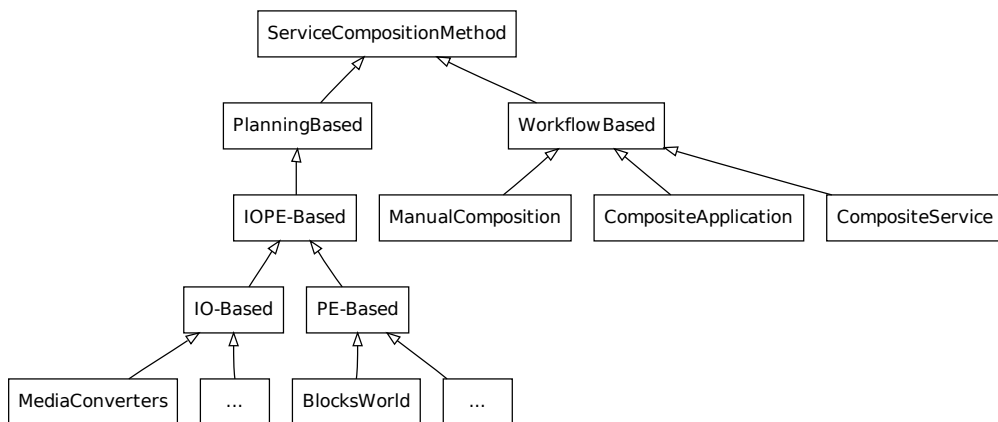 ServiceCompositionMethod
PlanningBased
WorkflowBased
IOPE-Based
ManualComposition
CompositeApplication
CompositeService
IO-Based
PE-Based
MediaConverters
...
BlocksWorld
...